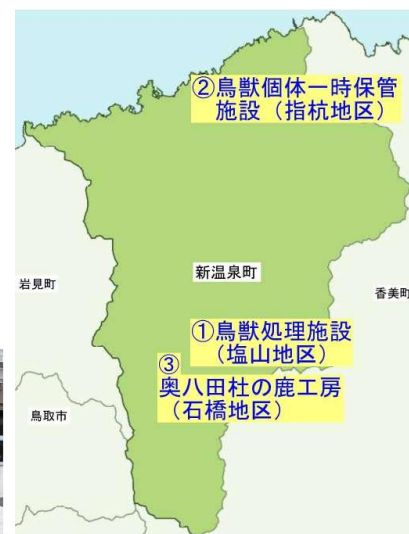 ②鳥獣個体一時保管
施設（指杭地区）
新温泉町
岩見町
香美町
①鳥獣処理施設
（塩山地区）
③
奥八田杜の鹿工房
（石橋地区）
鳥取市